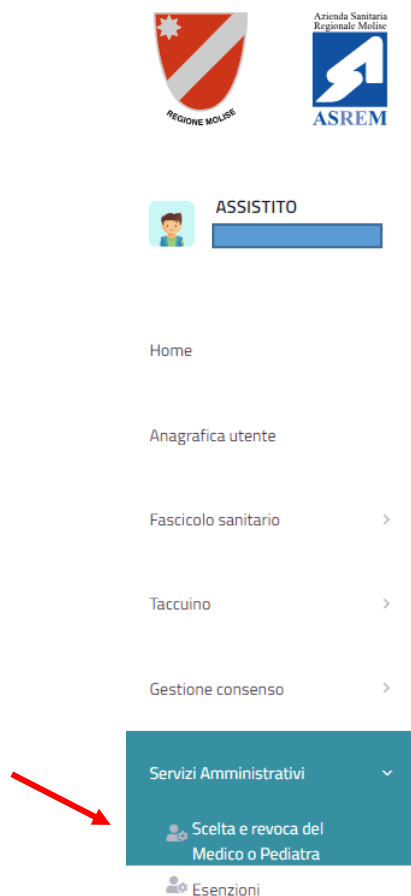 Azienda Sanitaria
Regionale Molise
REGIONE MOLISE
ASREM
ASSISTITO
Home
Anagrafica utente
Fascicolo sanitario
Taccuino
Gestione consenso
Servizi Amministrativi
Scelta e revoca del
Medico o Pediatra
Esenzioni